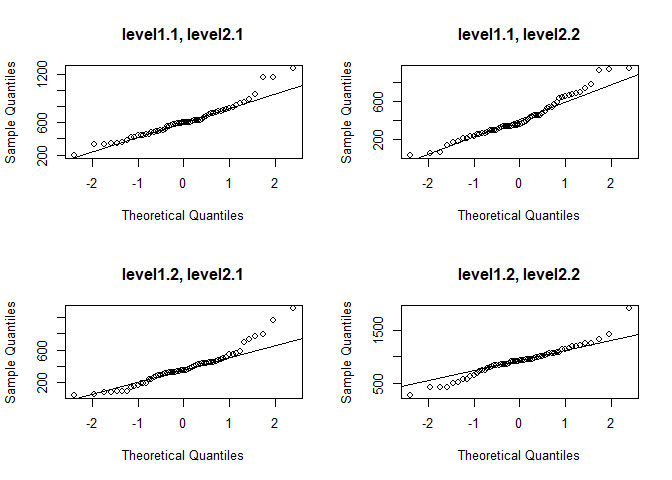 level1.1, level2.1
Sample Quantiles
200 600 1200
-2 -1 0 1 2
Theoretical Quantiles
level1.1, level2.2
Sample Quantiles
200 600
-2 -1 0 1 2
Theoretical Quantiles
level1.2, level2.1
Sample Quantiles
200 600
-2 -1 0 1 2
Theoretical Quantiles
level1.2, level2.2
Sample Quantiles
500 1500
-2 -1 0 1 2
Theoretical Quantiles